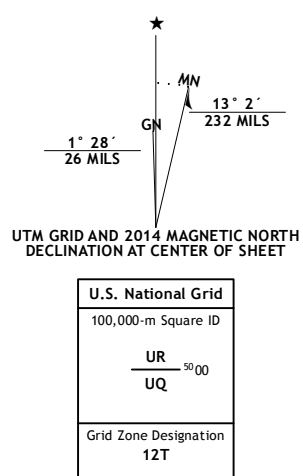 ★
MN
GN
13° 2´
232 MILS
1° 28´
26 MILS
UTM GRID AND 2014 MAGNETIC NORTH
DECLINATION AT CENTER OF SHEET
U.S. National Grid
100,000-m Square ID
UR
5000
UQ
Grid Zone Designation
12T